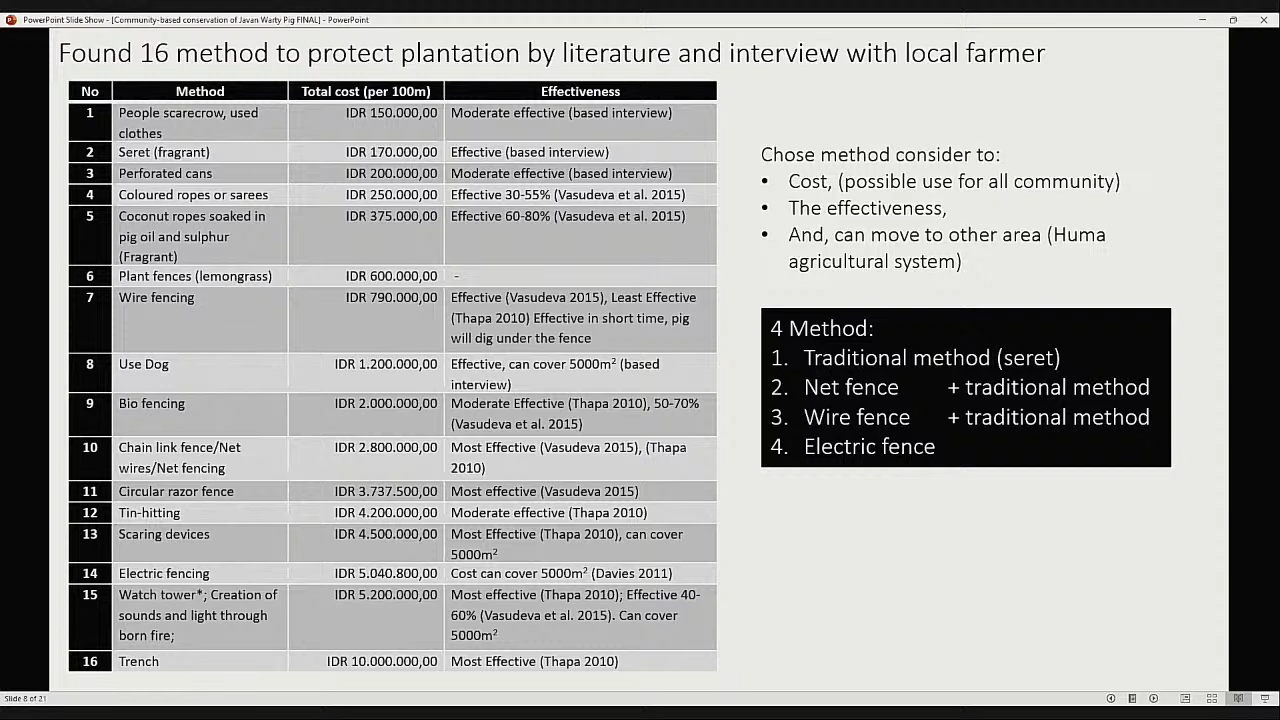 PowerPoint Slide Show - [Community-based conservation of Javan Warty Pig FINAL] - PowerPoint
Found 16 method to protect plantation by literature and interview with local farmer
No Method Total cost (per 100m) Effectiveness
1 People scarecrow, used IDR 150.000,00 Moderate effective (based interview)
clothes
2 Seret (fragrant) IDR 170.000,00 Effective (based interview)
3 Perforated cans IDR 200.000,00 Moderate effective (based interview)
4 Coloured ropes or sarees IDR 250.000,00 Effective 30-55% (Vasudeva et al. 2015)
5 Coconut ropes soaked in IDR 375.000,00 Effective 60-80% (Vasudeva et al. 2015)
pig oil and sulphur
(Fragrant)
6 Plant fences (lemongrass) IDR 600.000,00 -
7 Wire fencing IDR 790.000,00 Effective (Vasudeva 2015), Least Effective
(Thapa 2010) Effective in short time, pig
will dig under the fence
8 Use Dog IDR 1.200.000,00 Effective, can cover 5000m² (based
interview)
9 Bio fencing IDR 2.000.000,00 Moderate Effective (Thapa 2010), 50-70%
(Vasudeva et al. 2015)
10 Chain link fence/Net IDR 2.800.000,00 Most Effective (Vasudeva 2015), (Thapa
wires/Net fencing 2010)
11 Circular razor fence IDR 3.737.500,00 Most effective (Vasudeva 2015)
12 Tin-hitting IDR 4.200.000,00 Moderate effective (Thapa 2010)
13 Scaring devices IDR 4.500.000,00 Most Effective (Thapa 2010), can cover
5000m²
14 Electric fencing IDR 5.040.800,00 Cost can cover 5000m² (Davies 2011)
15 Watch tower*; Creation of IDR 5.200.000,00 Most effective (Thapa 2010); Effective 40-
sounds and light through 60% (Vasudeva et al. 2015). Can cover
born fire; 5000m²
16 Trench IDR 10.000.000,00 Most Effective (Thapa 2010)
Chose method consider to:
• Cost, (possible use for all community)
• The effectiveness,
• And, can move to other area (Huma
agricultural system)
4 Method:
1. Traditional method (seret)
2. Net fence + traditional method
3. Wire fence + traditional method
4. Electric fence
Slide 8 of 21